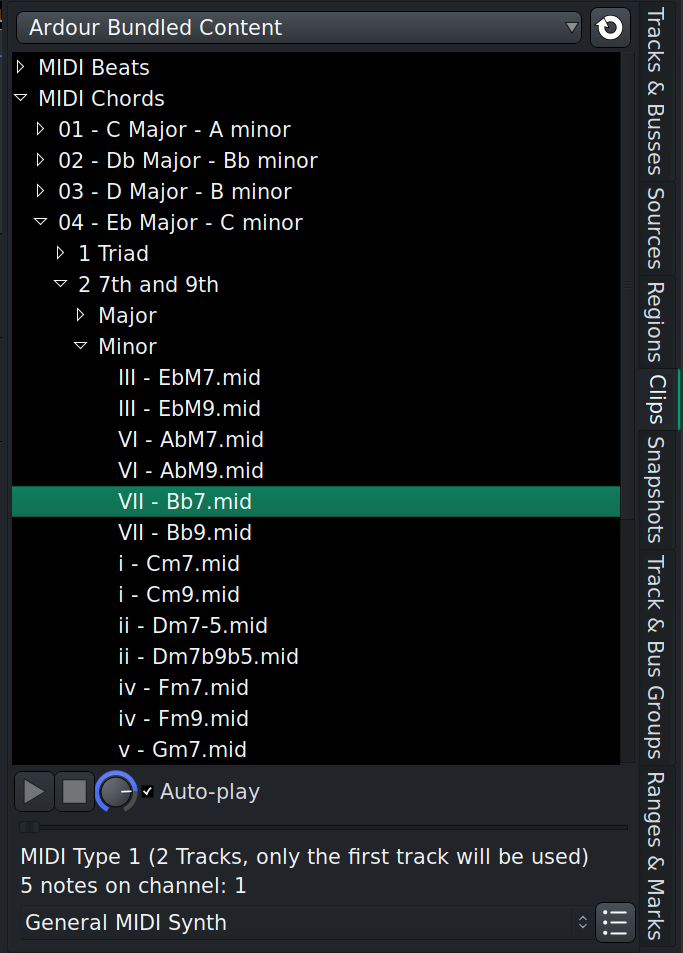 Ardour Bundled Content
MIDI Beats
MIDI Chords
01 - C Major - A minor
02 - Db Major - Bb minor
03 - D Major - B minor
04 - Eb Major - C minor
1 Triad
2 7th and 9th
Major
Minor
III - EbM7.mid
III - EbM9.mid
VI - AbM7.mid
VI - AbM9.mid
VII - Bb7.mid
VII - Bb9.mid
i - Cm7.mid
i - Cm9.mid
ii - Dm7-5.mid
ii - Dm7b9b5.mid
iv - Fm7.mid
iv - Fm9.mid
v - Gm7.mid
Auto-play
MIDI Type 1 (2 Tracks, only the first track will be used)
5 notes on channel: 1
General MIDI Synth
Tracks & Busses
Sources
Regions
Clips
Snapshots
Track & Bus Groups
Ranges & Marks